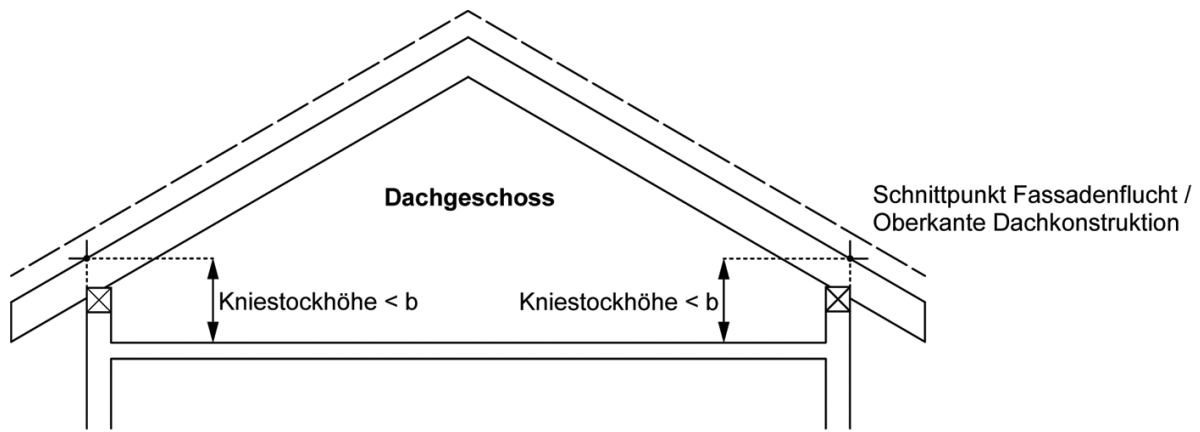 Dachgeschoss
Schnittpunkt Fassadenflucht /
Oberkante Dachkonstruktion
Kniestockhöhe < b
Kniestockhöhe < b